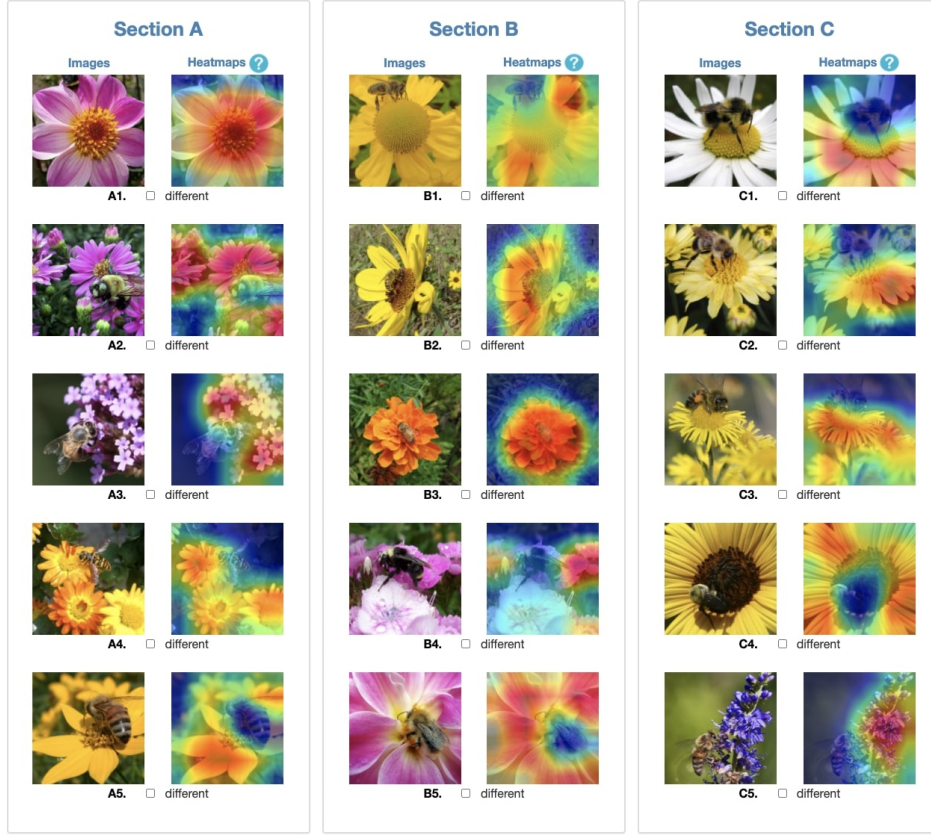 Section A
Images Heatmaps ?
A1. different
A2. different
A3. different
A4. different
A5. different
Section B
Images Heatmaps ?
B1. different
B2. different
B3. different
B4. different
B5. different
Section C
Images Heatmaps ?
C1. different
C2. different
C3. different
C4. different
C5. different